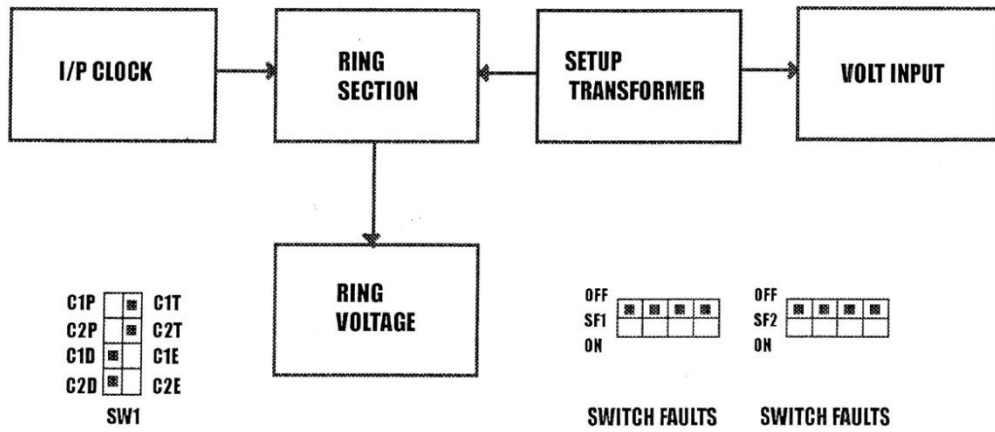 I/P CLOCK
RING
SECTION
SETUP
TRANSFORMER
VOLT INPUT
RING
VOLTAGE
C1P C1T
C2P C2T
C1D C1E
C2D C2E
SW1
OFF
SF1
ON
SWITCH FAULTS
OFF
SF2
ON
SWITCH FAULTS